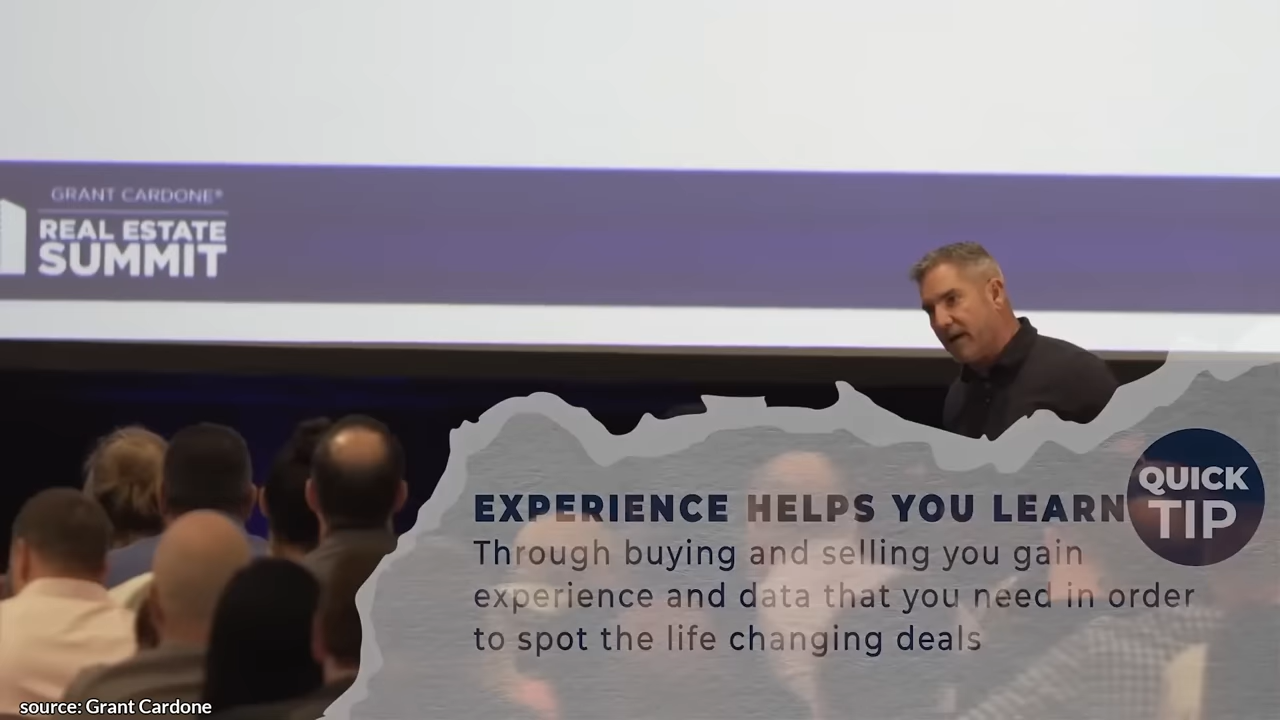 GRANT CARDONE®
REAL ESTATE
SUMMIT
EXPERIENCE HELPS YOU LEARN
Through buying and selling you gain
experience and data that you need in order
to spot the life changing deals
QUICK
TIP
source: Grant Cardone